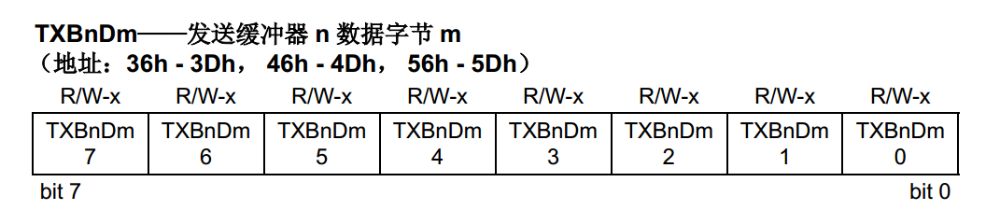 TXBnDm——发送缓冲器 n 数据字节 m
（地址：36h - 3Dh， 46h - 4Dh， 56h - 5Dh）
R/W-x R/W-x R/W-x R/W-x R/W-x R/W-x R/W-x R/W-x
TXBnDm TXBnDm TXBnDm TXBnDm TXBnDm TXBnDm TXBnDm TXBnDm
7 6 5 4 3 2 1 0
bit 7 bit 0